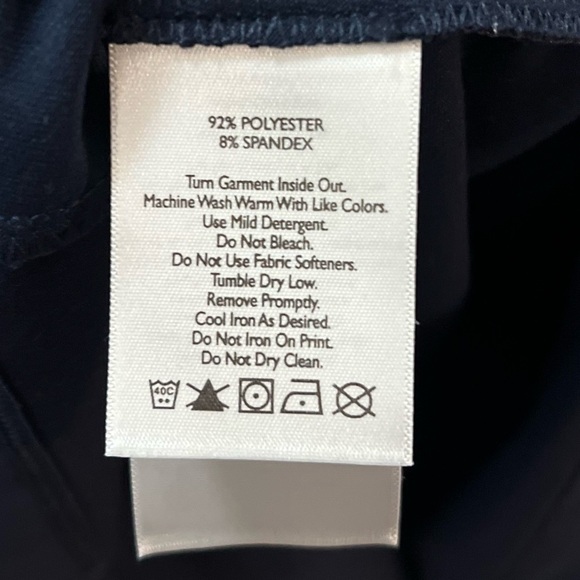 92% POLYESTER
8% SPANDEX
Turn Garment Inside Out.
Machine Wash Warm With Like Colors.
Use Mild Detergent.
Do Not Bleach.
Do Not Use Fabric Softeners.
Tumble Dry Low.
Remove Promptly.
Cool Iron As Desired.
Do Not Iron On Print.
Do Not Dry Clean.
40C